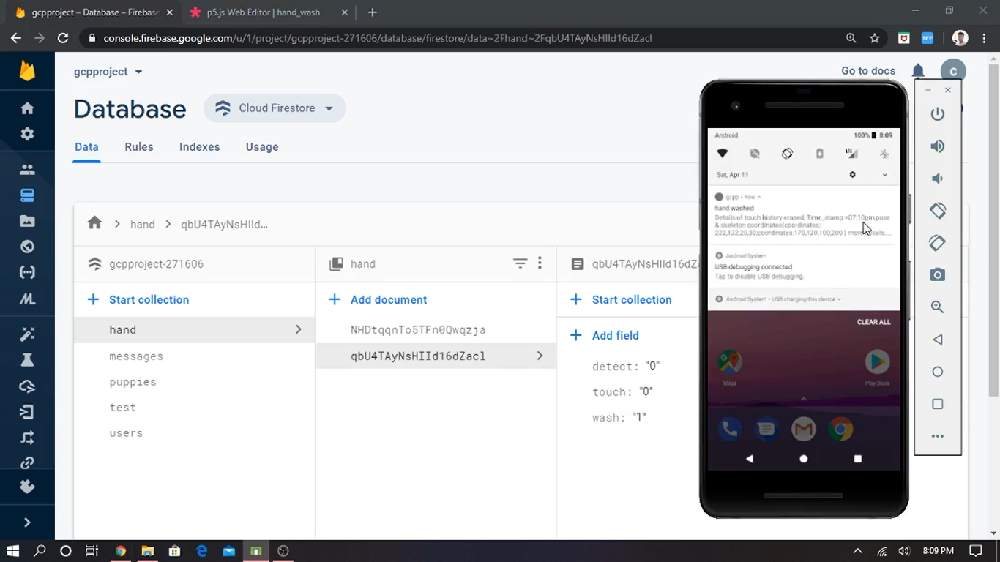 gcpproject – Database – Firebase
p5.js Web Editor | hand_wash
console.firebase.google.com/u/1/project/gcpproject-271606/database/firestore/data~2Fhand~2FqbU4TAyNsHIId16dZacl
TFF
gcpproject
Go to docs
c
Database
Cloud Firestore
Data
Rules
Indexes
Usage
hand
qbU4TAyNsHIId...
gcpproject-271606
hand
qbU4TAyNsHIId16dZa
+ Start collection
+ Add document
+ Start collection
hand
messages
puppies
test
users
NHDtqqnTo5TFn0Qwqzja
qbU4TAyNsHIId16dZacl
+ Add field
detect: "0"
touch: "0"
wash: "1"
Android
100%
8:09
LTE
Sat, Apr 11
gcpp • now
hand washed
Details of touch history erased, Time_stamp:=07:10pm,pose
& skeleton coordinates{coordinates:
222,122,20,30;coordinates:170,120,100,200 } more details....
Android System
USB debugging connected
Tap to disable USB debugging.
Android System • USB charging this device
CLEAR ALL
Maps
Play Store
8:09 PM